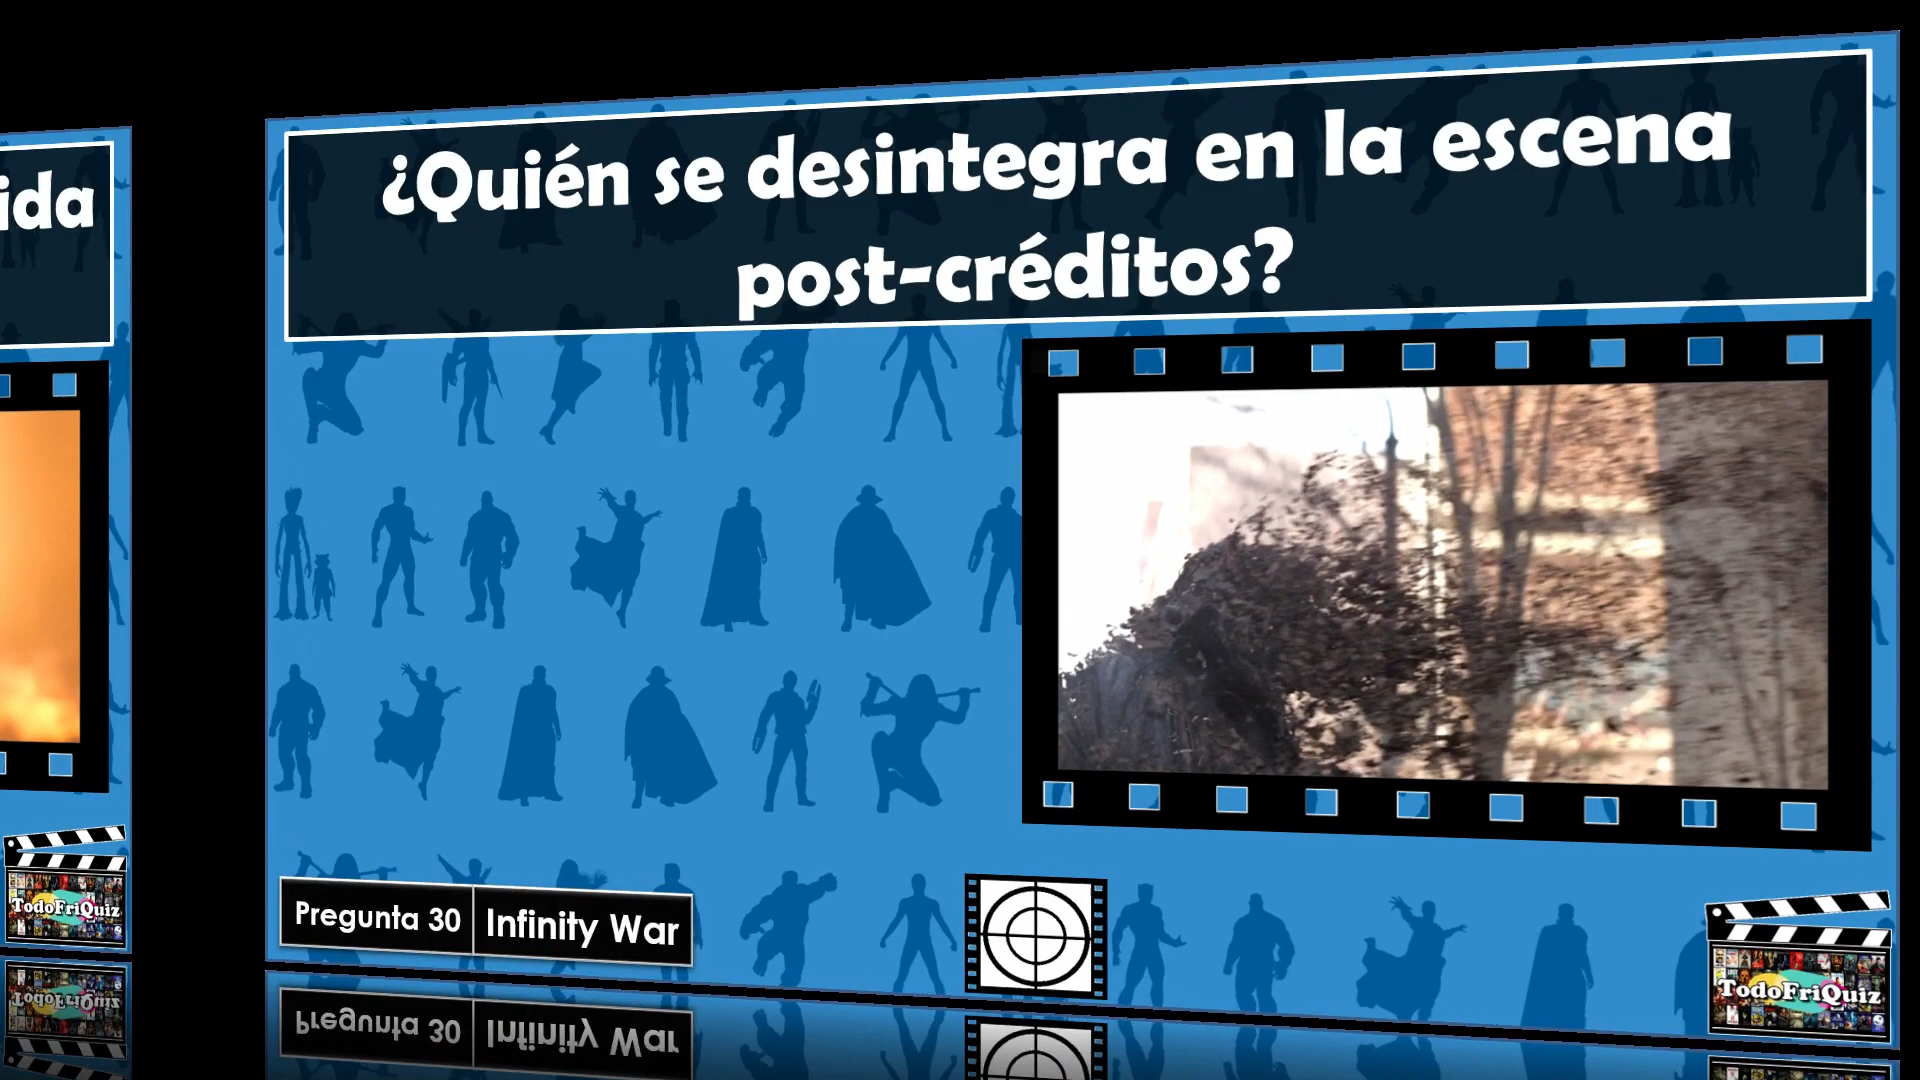 ida
¿Quién se desintegra en la escena
post-créditos?
Pregunta 30
Infinity War
TodoFriQuiz
TodoFriQuiz